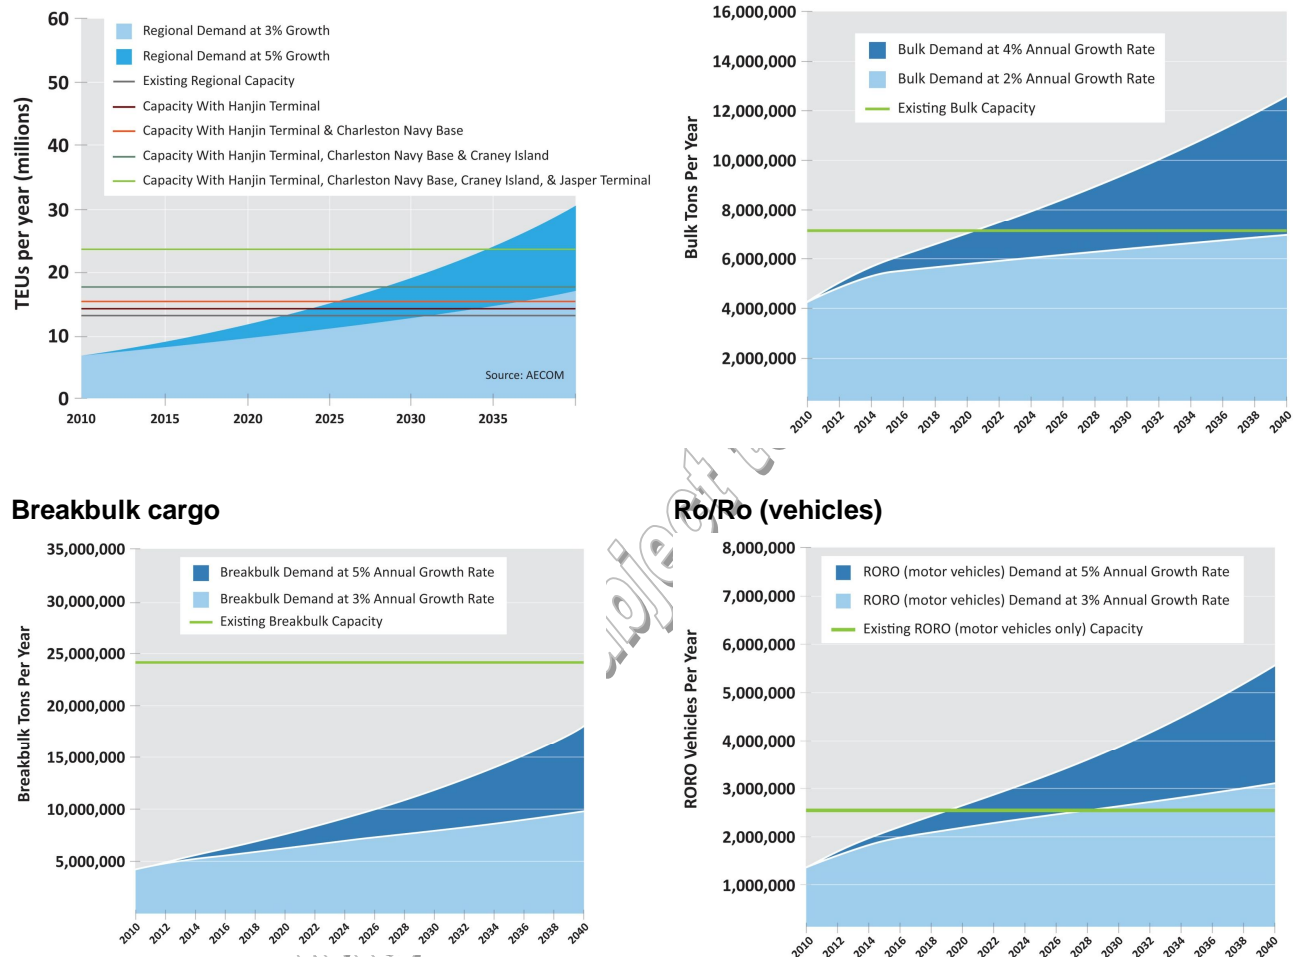 60
50
40
30
20
10
0
TEUs per year (millions)
Regional Demand at 3% Growth
Regional Demand at 5% Growth
Existing Regional Capacity
Capacity With Hanjin Terminal
Capacity With Hanjin Terminal & Charleston Navy Base
Capacity With Hanjin Terminal, Charleston Navy Base & Craney Island
Capacity With Hanjin Terminal, Charleston Navy Base, Craney Island, & Jasper Terminal
Source: AECOM
2010 2015 2020 2025 2030 2035
16,000,000
14,000,000
12,000,000
10,000,000
8,000,000
6,000,000
4,000,000
2,000,000
Bulk Tons Per Year
Bulk Demand at 4% Annual Growth Rate
Bulk Demand at 2% Annual Growth Rate
Existing Bulk Capacity
2010 2012 2014 2016 2018 2020 2022 2024 2026 2028 2030 2032 2034 2036 2038 2040
Breakbulk cargo
35,000,000
30,000,000
25,000,000
20,000,000
15,000,000
10,000,000
5,000,000
Breakbulk Tons Per Year
Breakbulk Demand at 5% Annual Growth Rate
Breakbulk Demand at 3% Annual Growth Rate
Existing Breakbulk Capacity
2010 2012 2014 2016 2018 2020 2022 2024 2026 2028 2030 2032 2034 2036 2038 2040
Ro/Ro (vehicles)
8,000,000
7,000,000
6,000,000
5,000,000
4,000,000
3,000,000
2,000,000
1,000,000
RORO Vehicles Per Year
RORO (motor vehicles) Demand at 5% Annual Growth Rate
RORO (motor vehicles) Demand at 3% Annual Growth Rate
Existing RORO (motor vehicles only) Capacity
2010 2012 2014 2016 2018 2020 2022 2024 2026 2028 2030 2032 2034 2036 2038 2040